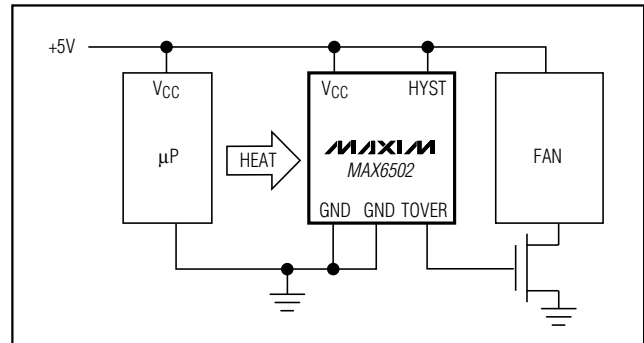 +5V
VCC
VCC HYST
μP
HEAT
MAXIM
MAX6502
FAN
GND GND TOVER